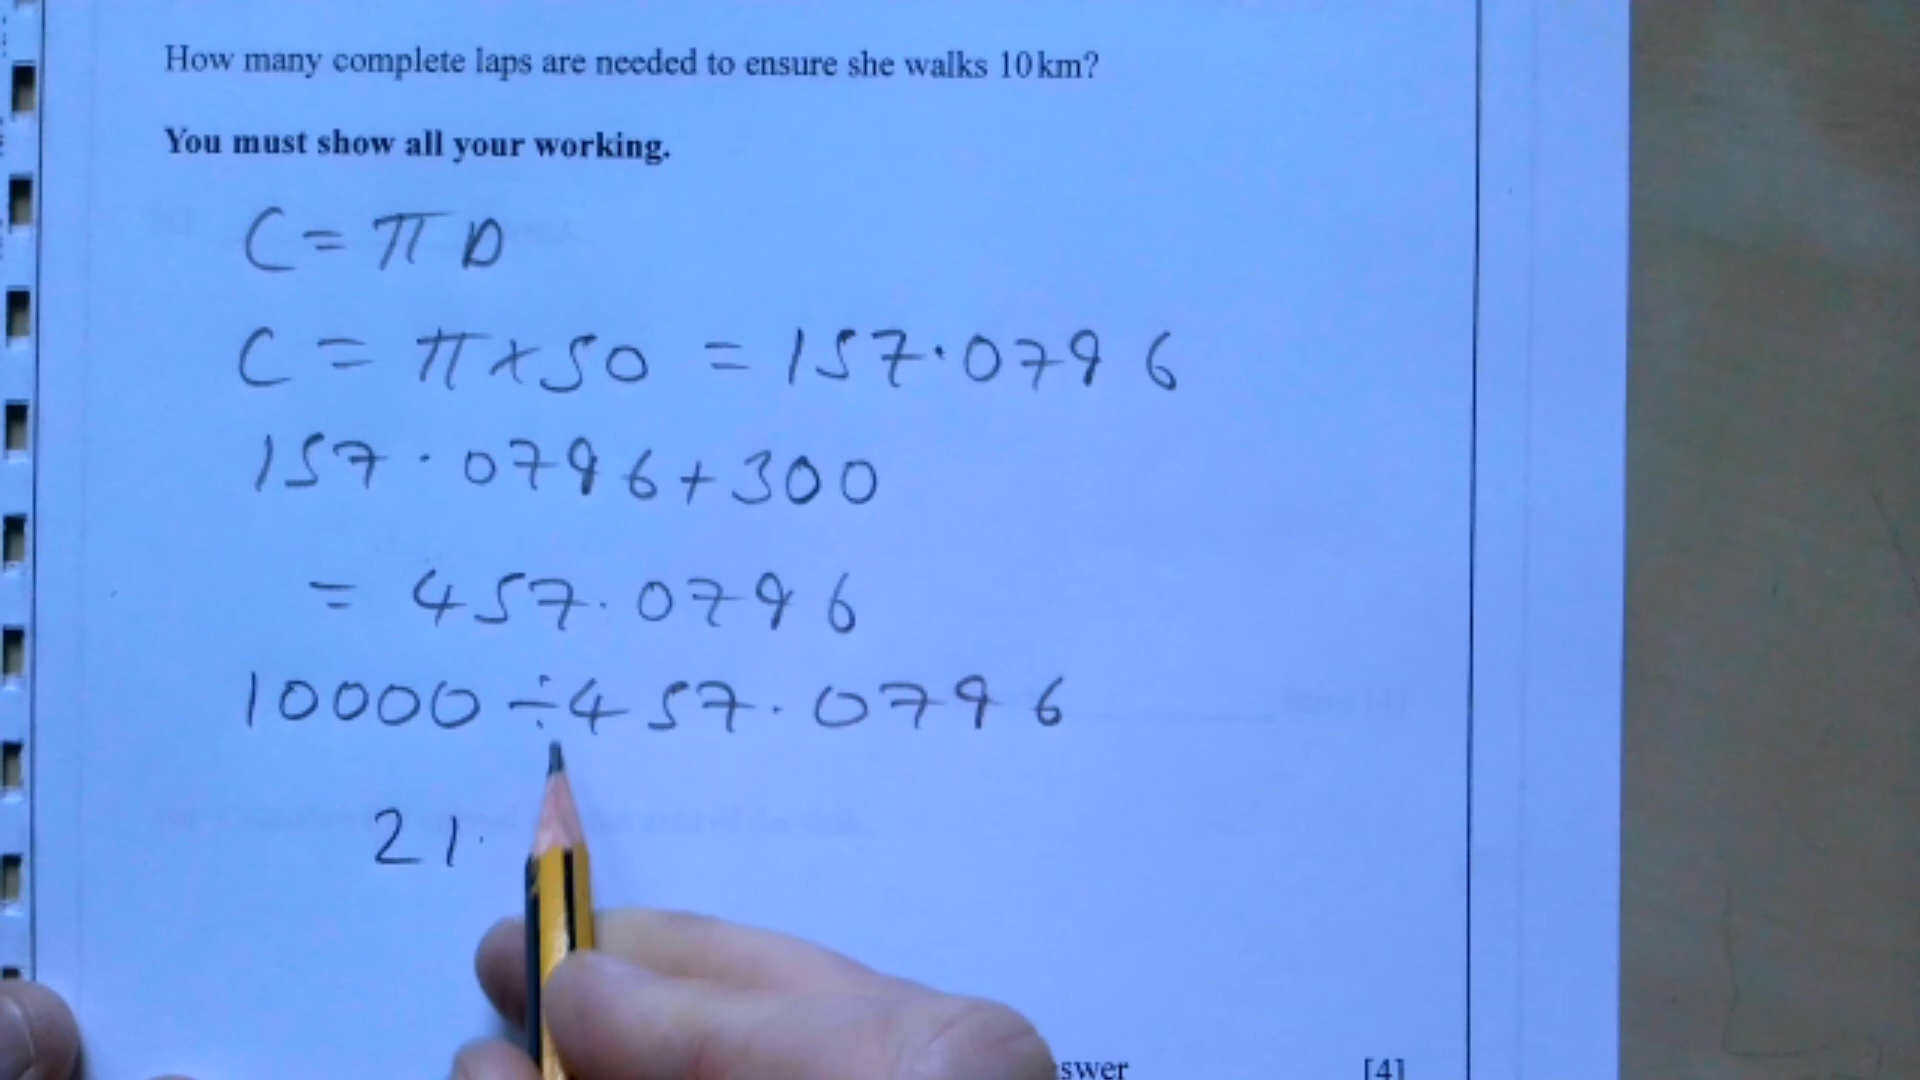 How many complete laps are needed to ensure she walks 10 km?
You must show all your working.
C = π D
C = π × 50 = 157.0796
157.0796 + 300
= 457.0796
10000 ÷ 457.0796
21.
[4]